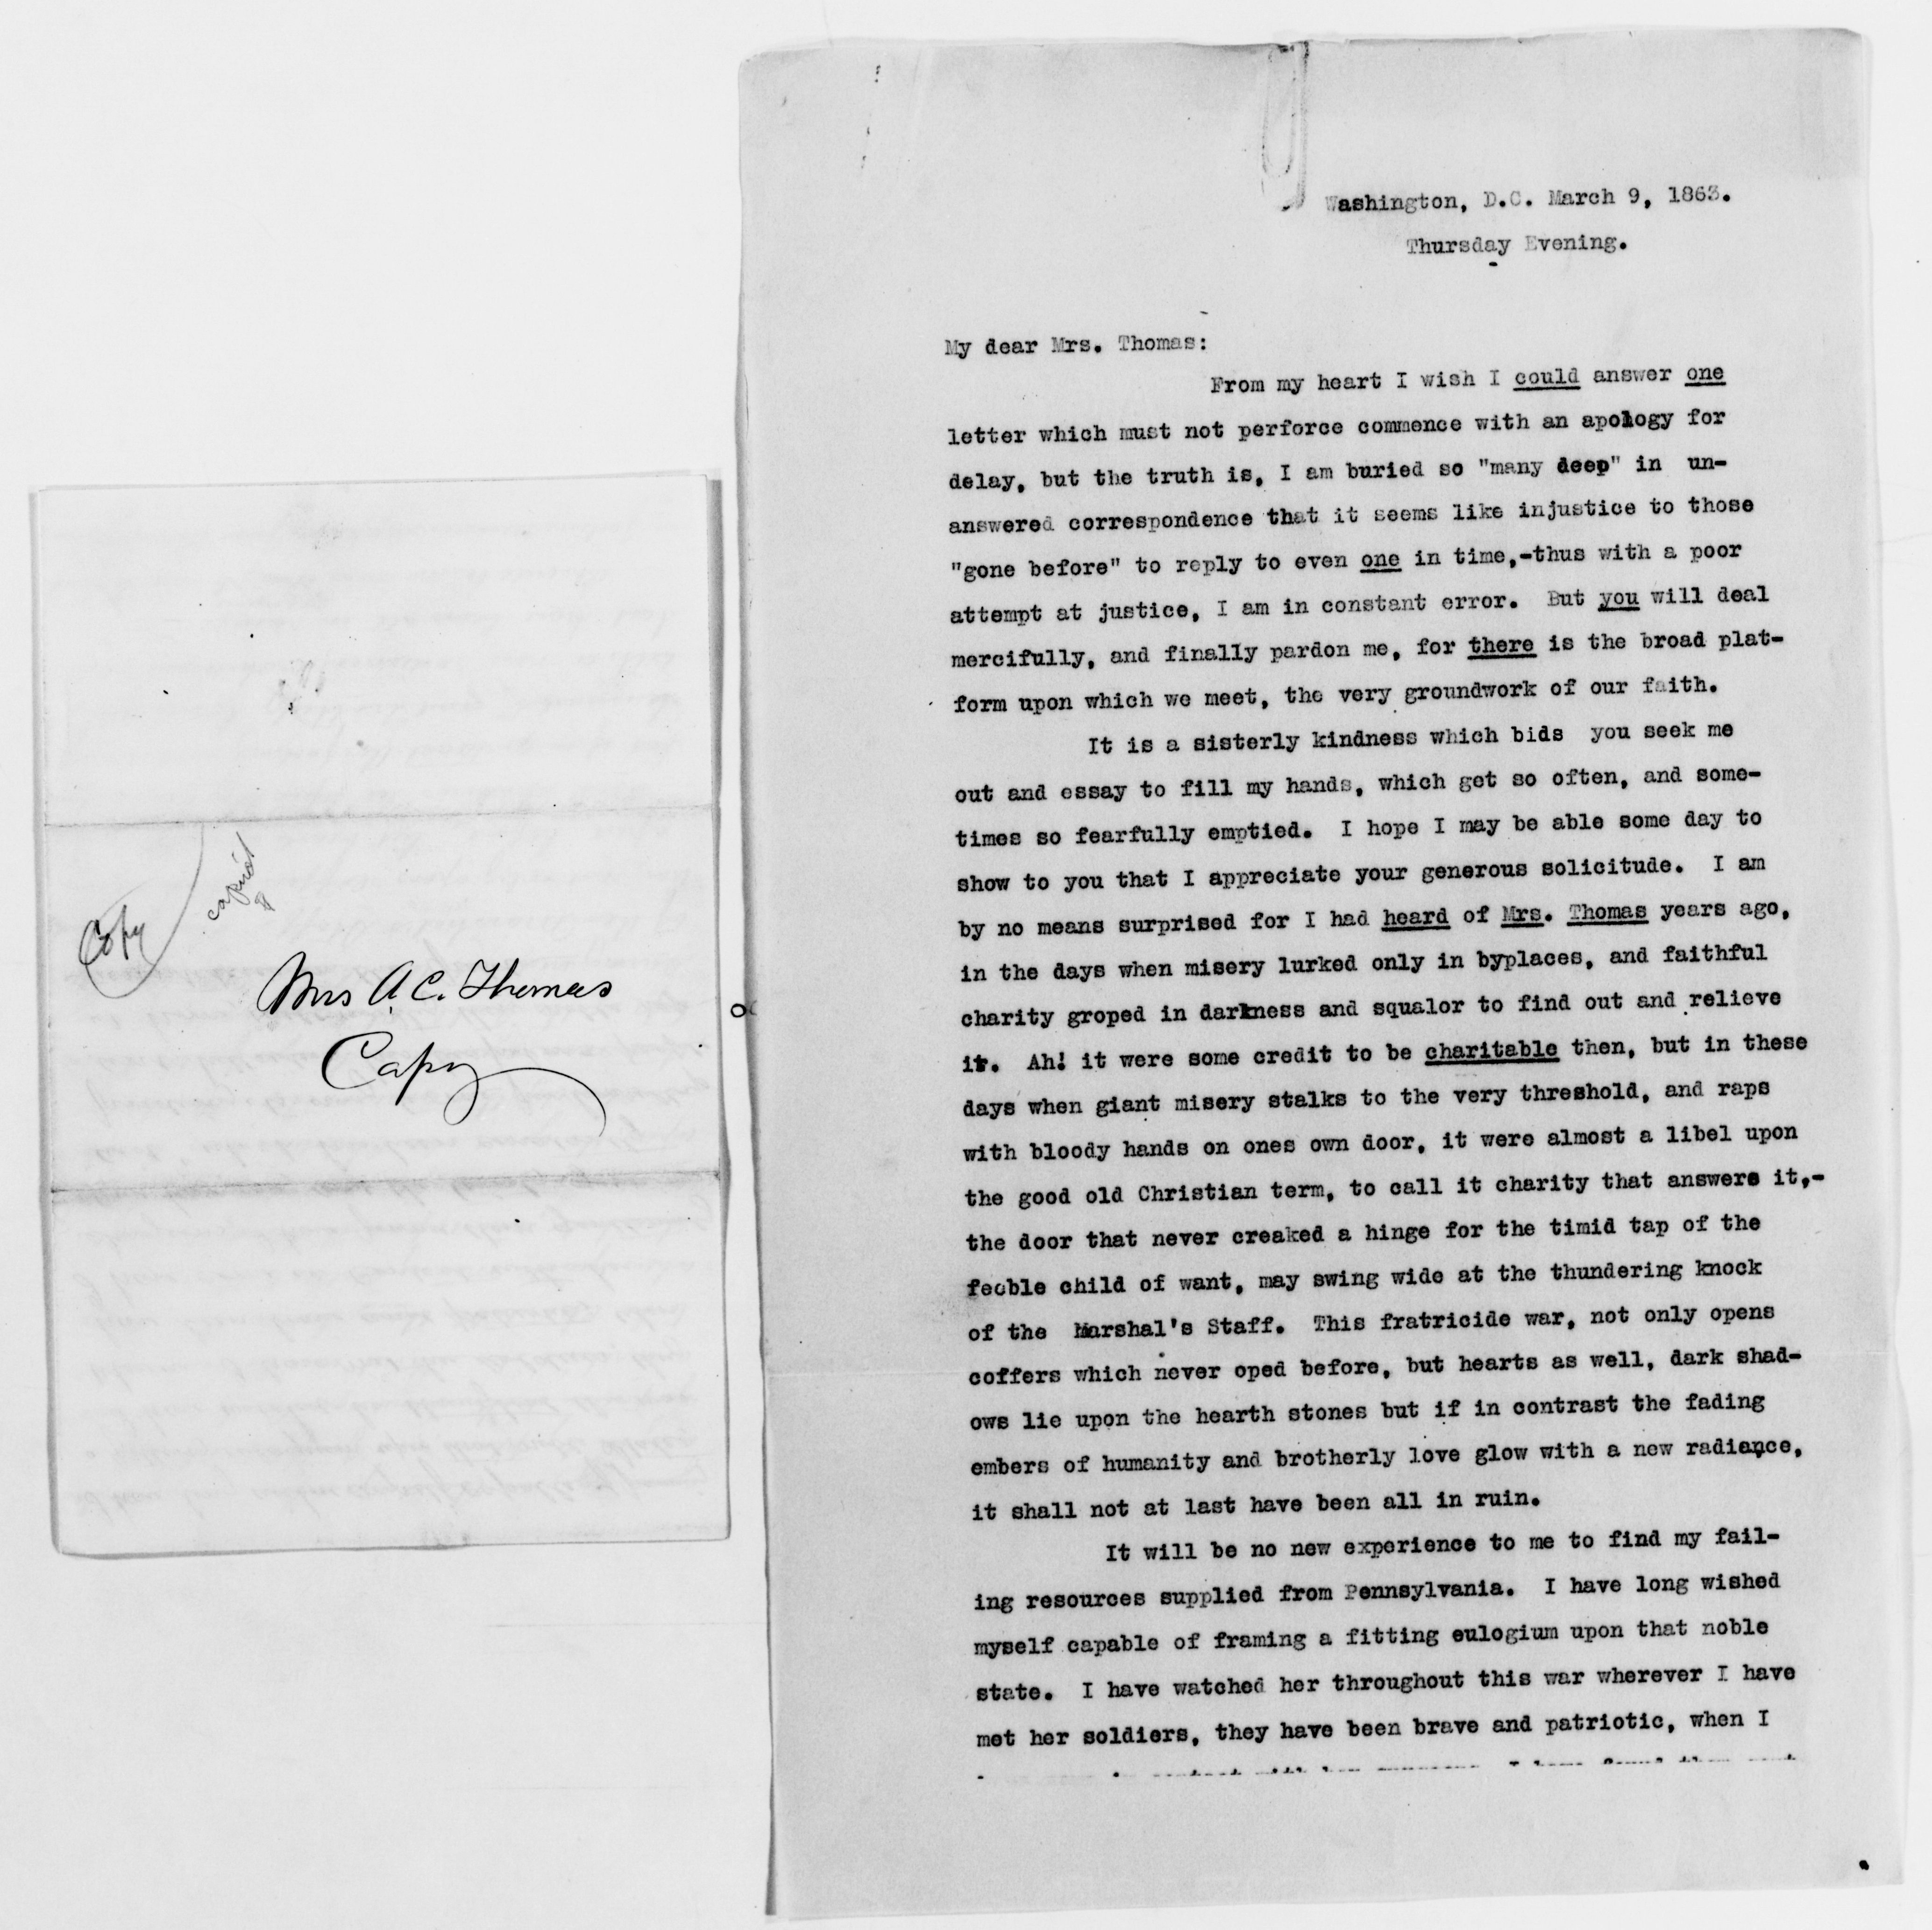 Copy
copied
Mrs A. C. Thomas
Copy
Washington, D.C. March 9, 1863.
Thursday Evening.
My dear Mrs. Thomas:
From my heart I wish I could answer one
letter which must not perforce commence with an apology for
delay, but the truth is, I am buried so "many deep" in un-
answered correspondence that it seems like injustice to those
"gone before" to reply to even one in time,-thus with a poor
attempt at justice, I am in constant error. But you will deal
mercifully, and finally pardon me, for there is the broad plat-
form upon which we meet, the very groundwork of our faith.
It is a sisterly kindness which bids you seek me
out and essay to fill my hands, which get so often, and some-
times so fearfully emptied. I hope I may be able some day to
show to you that I appreciate your generous solicitude. I am
by no means surprised for I had heard of Mrs. Thomas years ago,
in the days when misery lurked only in byplaces, and faithful
charity groped in darkness and squalor to find out and relieve
it. Ah! it were some credit to be charitable then, but in these
days when giant misery stalks to the very threshold, and raps
with bloody hands on ones own door, it were almost a libel upon
the good old Christian term, to call it charity that answers it,-
the door that never creaked a hinge for the timid tap of the
feeble child of want, may swing wide at the thundering knock
of the Marshal's Staff. This fratricide war, not only opens
coffers which never oped before, but hearts as well, dark shad-
ows lie upon the hearth stones but if in contrast the fading
embers of humanity and brotherly love glow with a new radiance,
it shall not at last have been all in ruin.
It will be no new experience to me to find my fail-
ing resources supplied from Pennsylvania. I have long wished
myself capable of framing a fitting eulogium upon that noble
state. I have watched her throughout this war wherever I have
met her soldiers, they have been brave and patriotic, when I